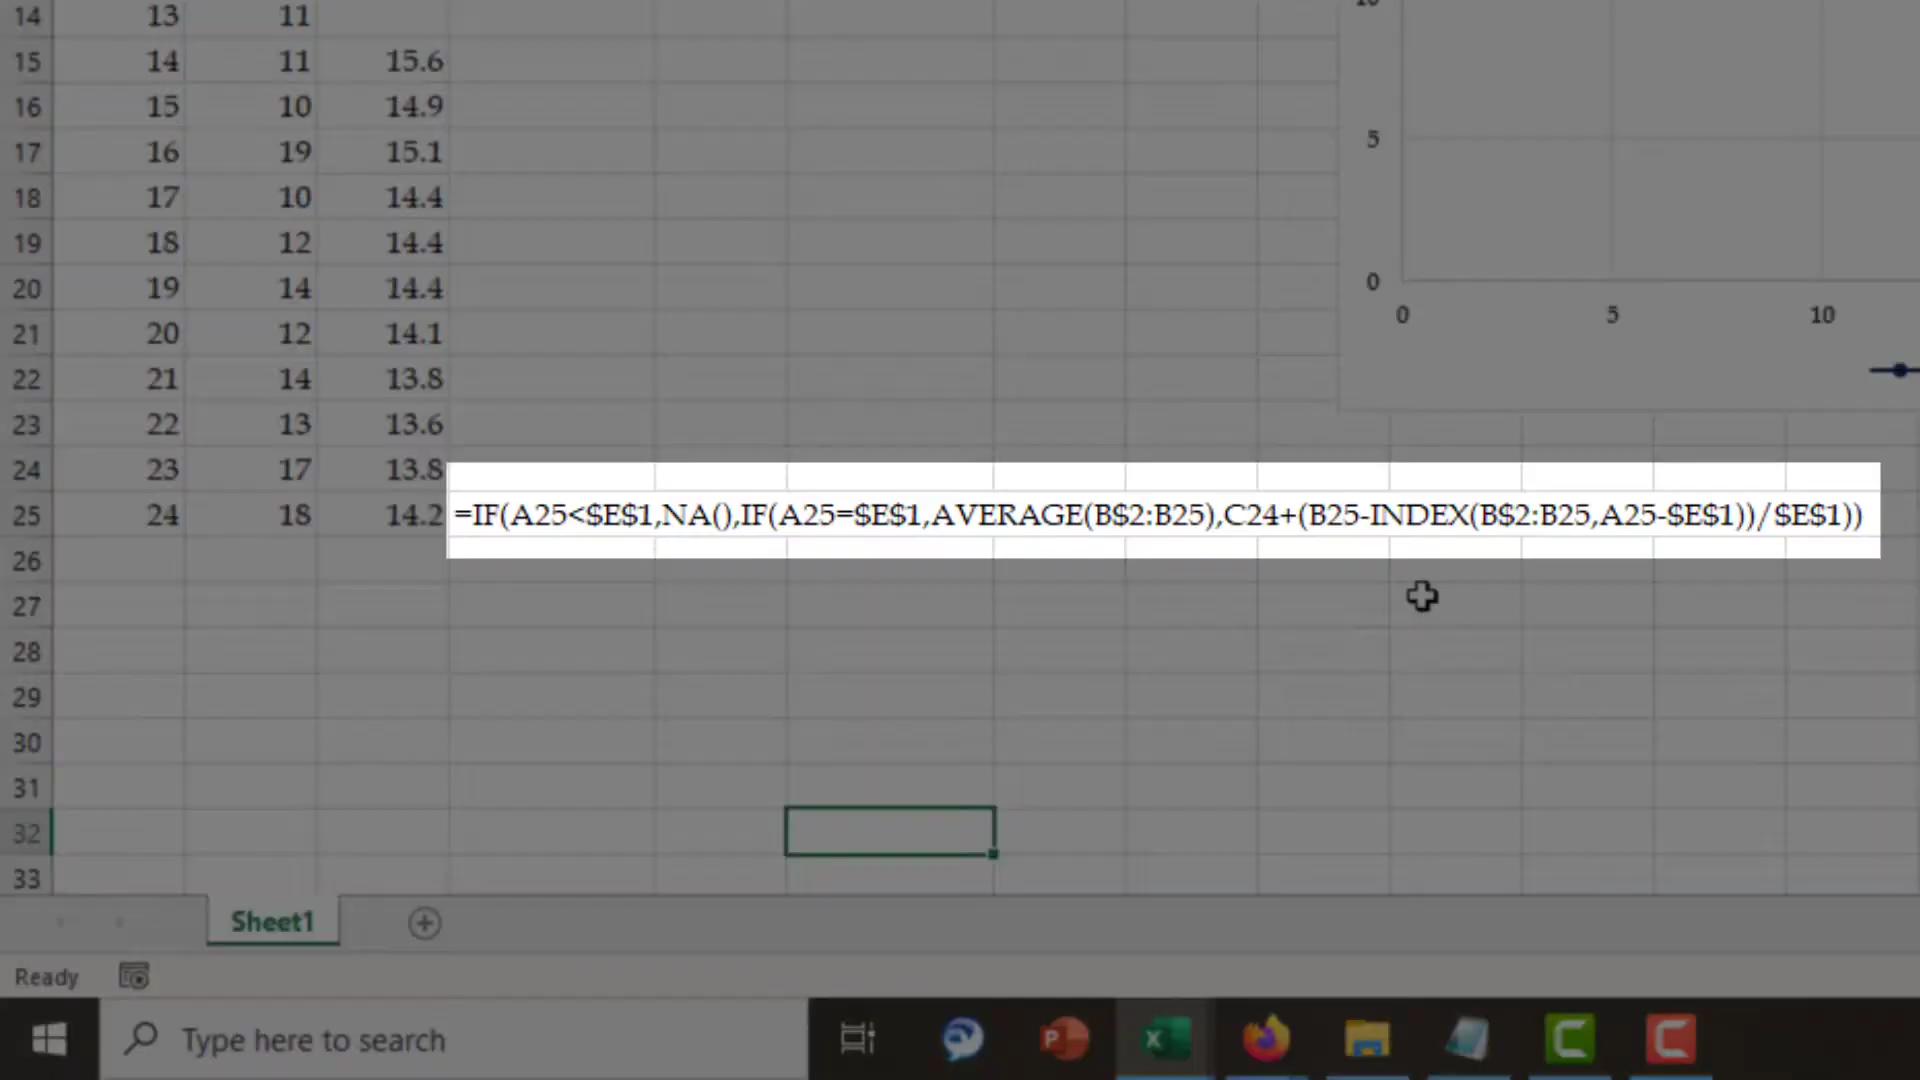 14 13 11
15 14 11 15.6
16 15 10 14.9
17 16 19 15.1
18 17 10 14.4
19 18 12 14.4
20 19 14 14.4
21 20 12 14.1
22 21 14 13.8
23 22 13 13.6
24 23 17 13.8
25 24 18 14.2 =IF(A25<$E$1,NA(),IF(A25=$E$1,AVERAGE(B$2:B25),C24+(B25-INDEX(B$2:B25,A25-$E$1))/$E$1))
26
27
28
29
30
31
32
33
5
0
0 5 10
Sheet1
Ready
Type here to search